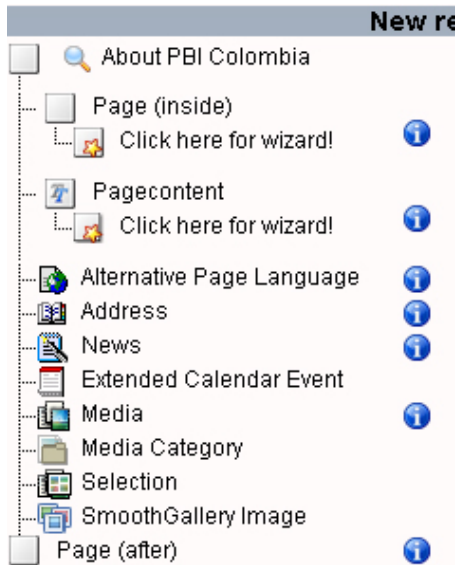 New re
About PBI Colombia
Page (inside)
Click here for wizard!
Pagecontent
Click here for wizard!
Alternative Page Language
Address
News
Extended Calendar Event
Media
Media Category
Selection
SmoothGallery Image
Page (after)